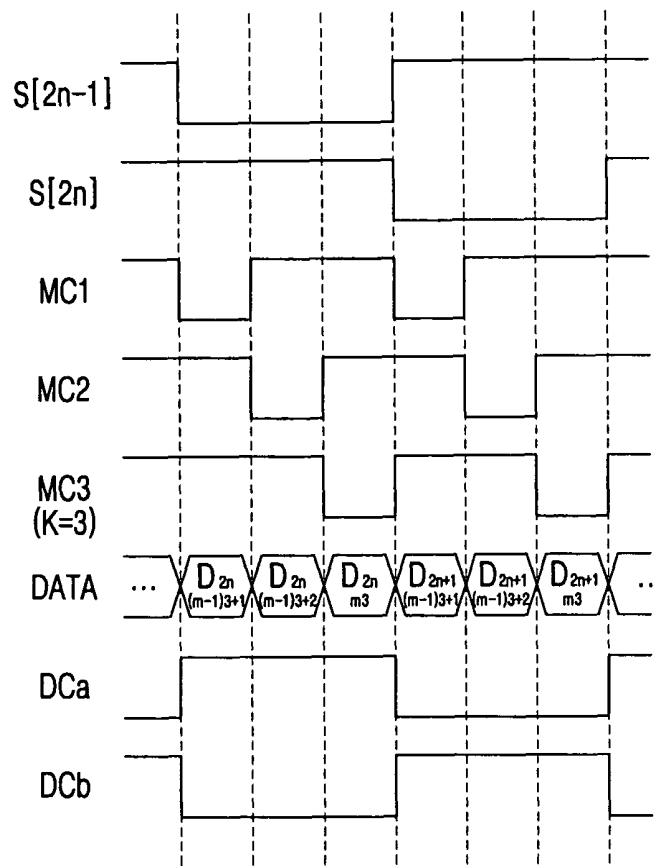 S[2n-1]
S[2n]
MC1
MC2
MC3
(K=3)
DATA ... D2n D2n D2n D2n+1 D2n+1 D2n+1 ..
(m-1)3+1 (m-1)3+2 m3 (m-1)3+1 (m-1)3+2 m3
DCa
DCb